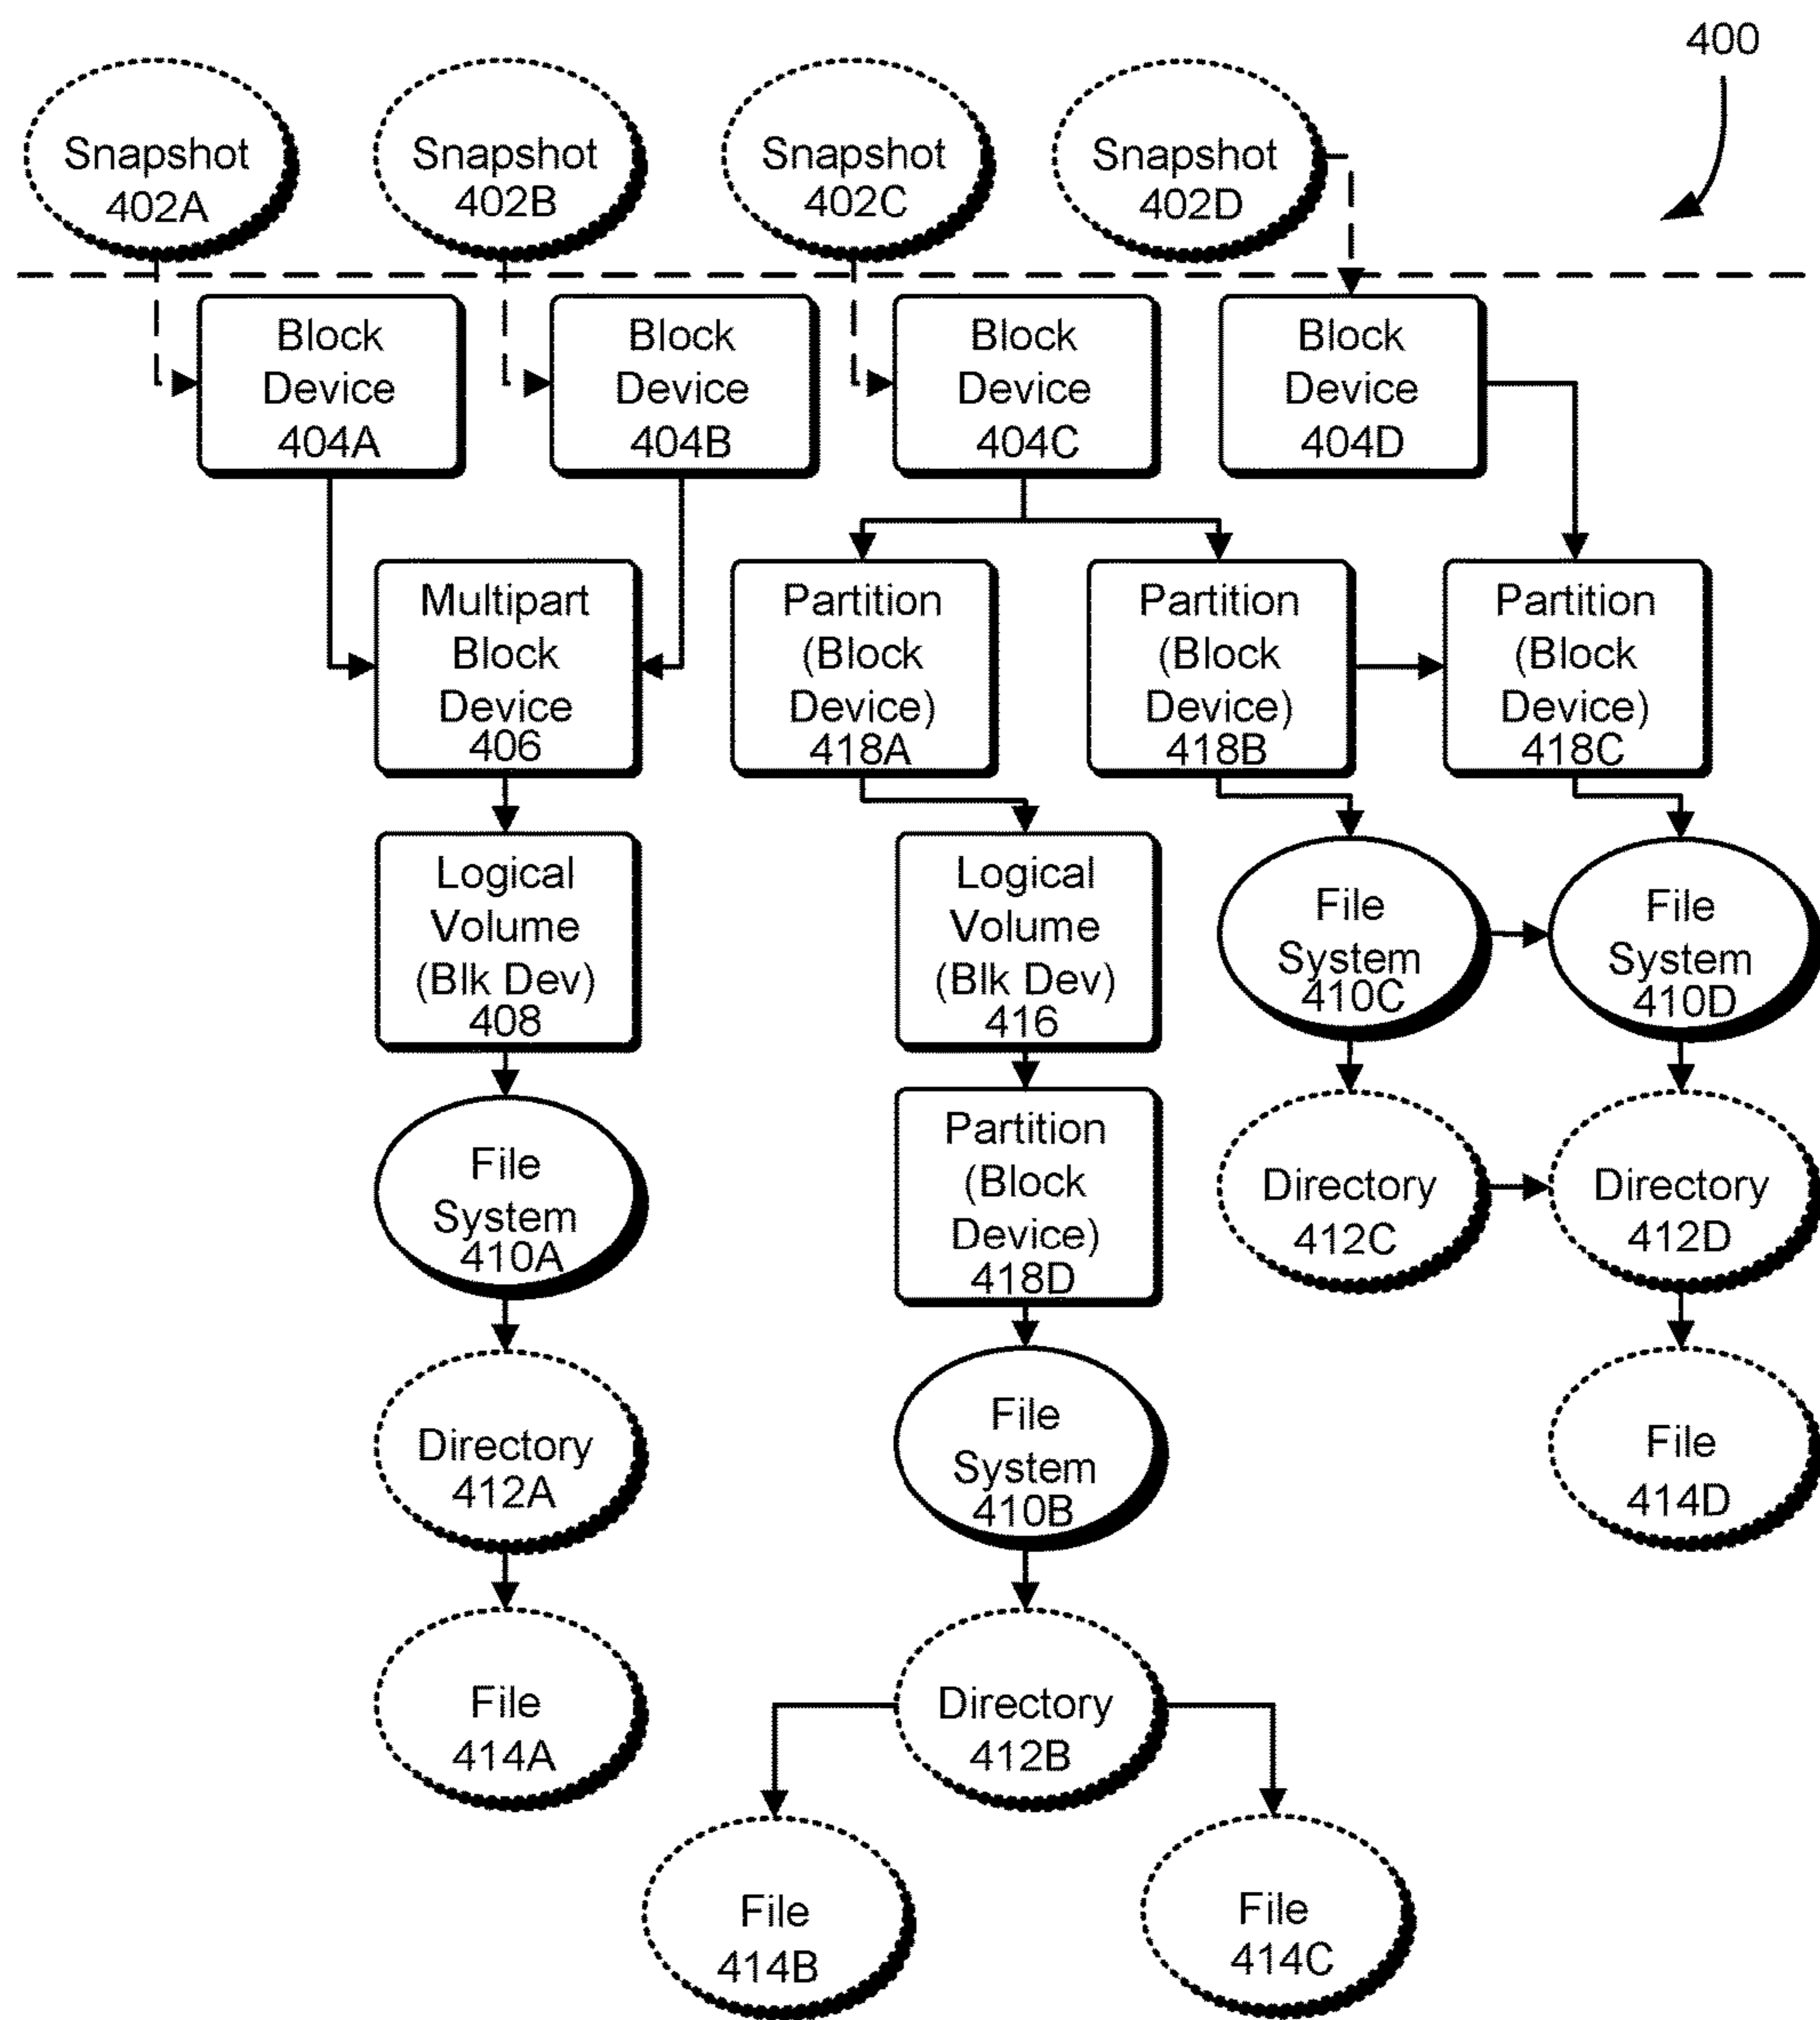 400
Snapshot
402A
Snapshot
402B
Snapshot
402C
Snapshot
402D
Block
Device
404A
Block
Device
404B
Block
Device
404C
Block
Device
404D
Multipart
Block
Device
406
Partition
(Block
Device)
418A
Partition
(Block
Device)
418B
Partition
(Block
Device)
418C
Logical
Volume
(Blk Dev)
408
Logical
Volume
(Blk Dev)
416
File
System
410C
File
System
410D
File
System
410A
Partition
(Block
Device)
418D
Directory
412C
Directory
412D
Directory
412A
File
System
410B
File
414D
File
414A
Directory
412B
File
414B
File
414C